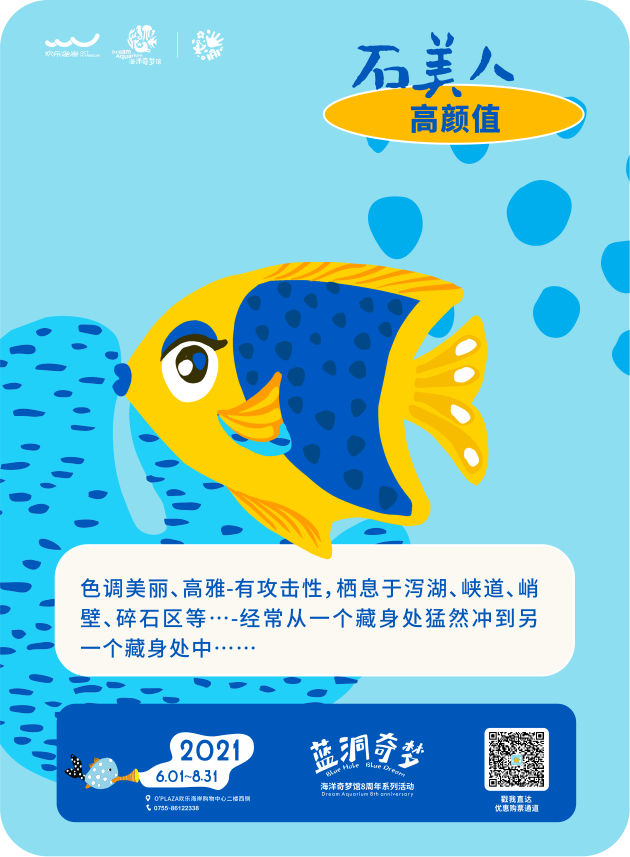 欢乐海岸
Dream
Aquarium
海洋奇梦馆
石美人
高颜值
色调美丽、高雅-有攻击性,栖息于泻湖、峡道、峭
壁、碎石区等…-经常从一个藏身处猛然冲到另
一个藏身处中……
2021
6.01~8.31
O'PLAZA欢乐海岸购物中心二楼西侧
0755-86122338
蓝洞奇梦
Blue Hole Blue Dream
海洋奇梦馆8周年系列活动
Dream Aquarium 8th anniversary
戳我直达
优惠购票通道